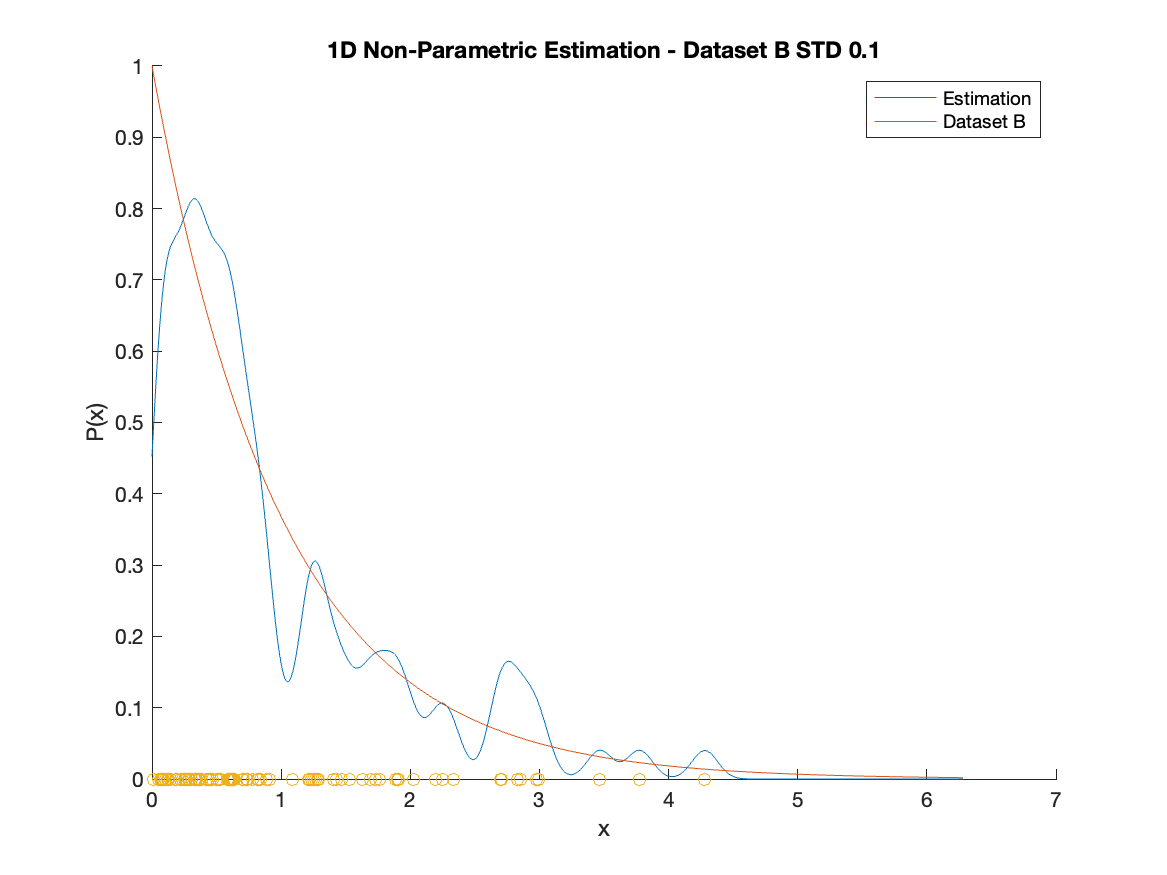 1D Non-Parametric Estimation - Dataset B STD 0.1
Estimation
Dataset B
P(x)
1
0.9
0.8
0.7
0.6
0.5
0.4
0.3
0.2
0.1
0
0 1 2 3 4 5 6 7
x